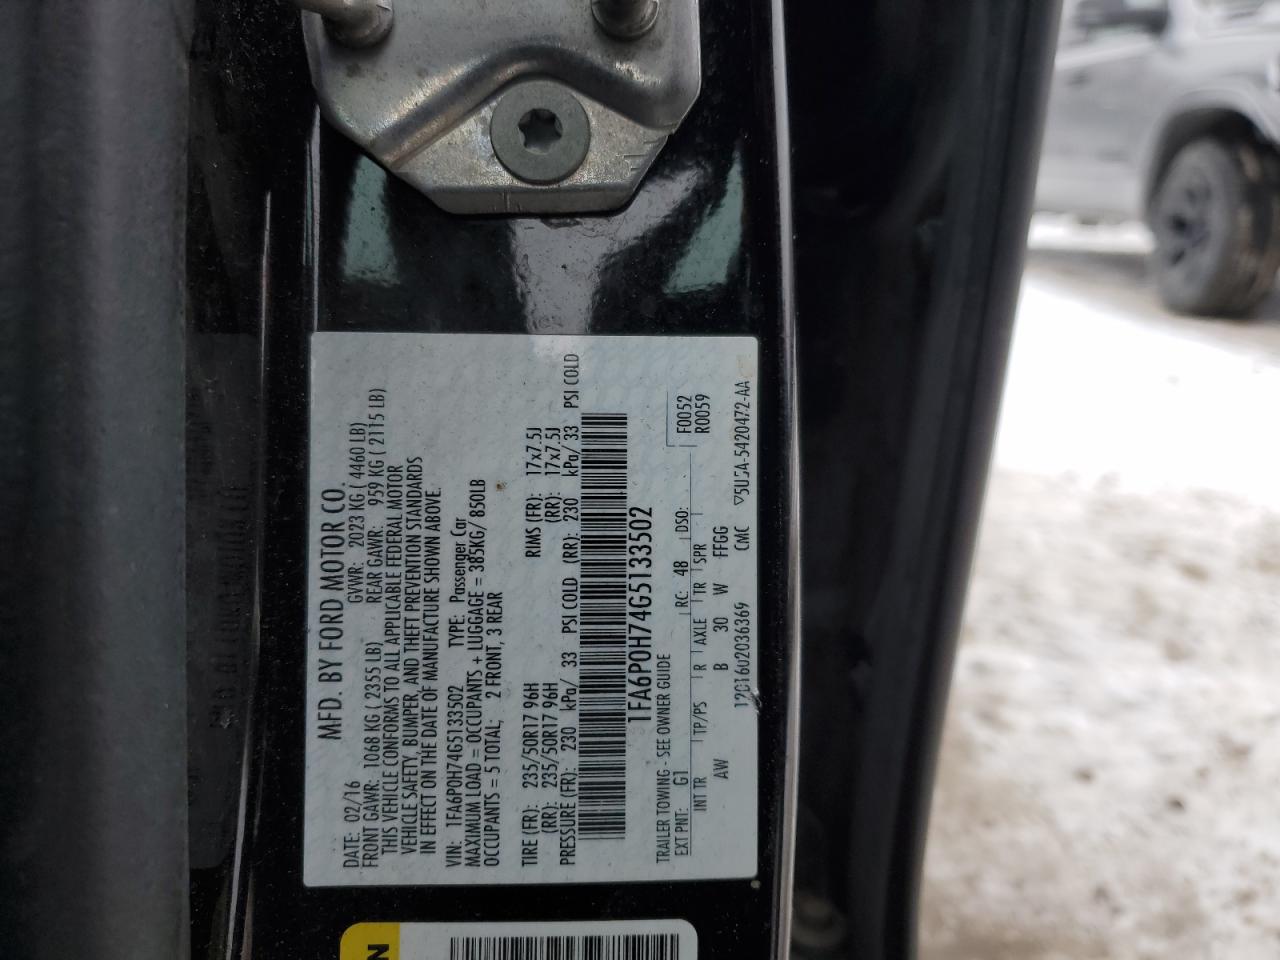 MFD. BY FORD MOTOR CO.
DATE: 02/16 GVWR: 2023 KG ( 4460 LB)
FRONT GAWR: 1068 KG ( 2355 LB) REAR GAWR: 959 KG ( 2115 LB)
THIS VEHICLE CONFORMS TO ALL APPLICABLE FEDERAL MOTOR
VEHICLE SAFETY, BUMPER, AND THEFT PREVENTION STANDARDS
IN EFFECT ON THE DATE OF MANUFACTURE SHOWN ABOVE.
VIN: 1FA6P0H74G5133502 TYPE: Passenger Car
MAXIMUM LOAD = OCCUPANTS + LUGGAGE = 385KG/ 850LB
OCCUPANTS = 5 TOTAL; 2 FRONT, 3 REAR
TIRE (FR): 235/50R17 96H RIMS (FR): 17x7.5J
(RR): 235/50R17 96H (RR): 17x7.5J
PRESSURE (FR): 230 kPa/ 33 PSI COLD (RR): 230 kPa/ 33 PSI COLD
1FA6P0H74G5133502
TRAILER TOWING - SEE OWNER GUIDE
EXT PNT: G1 RC: 48 DSO: F0052
R0059
INT TR TP/PS R AXLE TR SPR
AW B 30 W FFGG
CMC